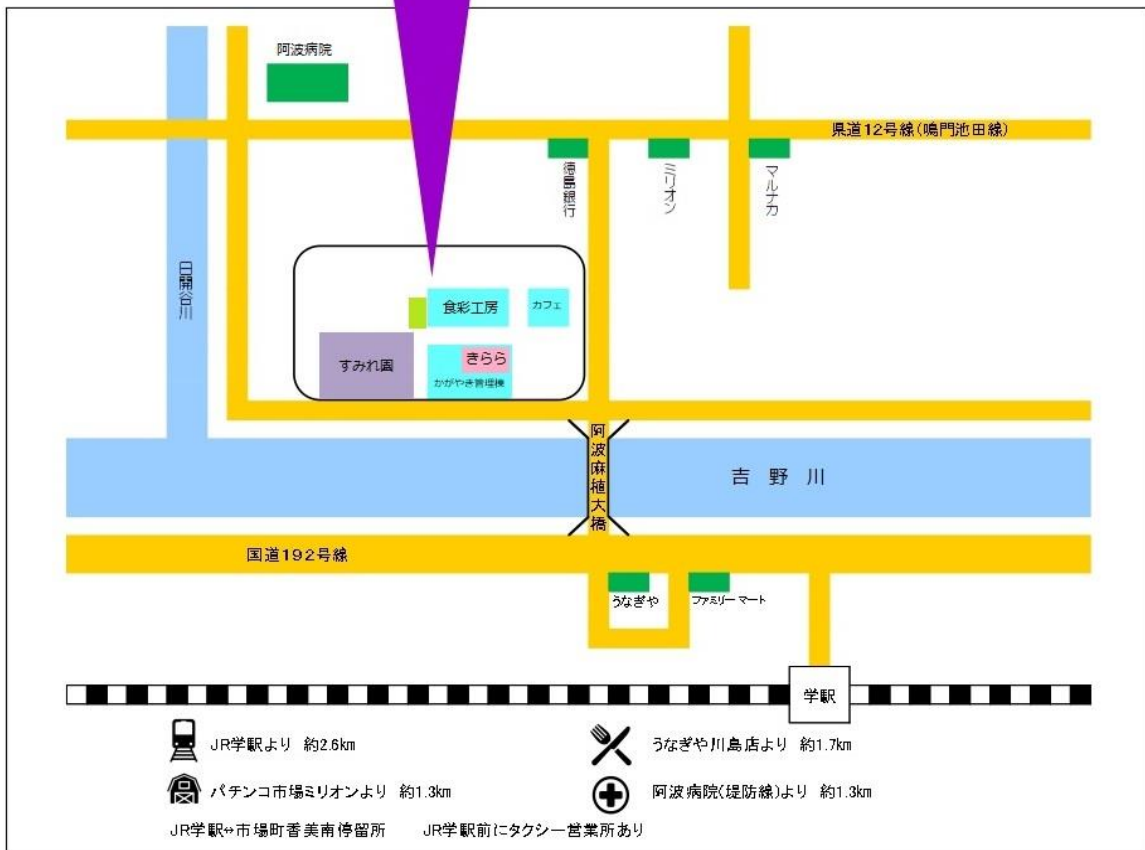 阿波病院
県道12号線(鳴門池田線)
徳島銀行
ミリオン
マルナカ
日開谷川
食彩工房
カフェ
すみれ園
きらら
かがやき管理棟
阿波麻植大橋
吉野川
国道192号線
うなぎや
ファミリーマート
学駅
JR学駅より 約2.6km
うなぎや川島店より 約1.7km
パチンコ市場ミリオンより 約1.3km
阿波病院(堤防線)より 約1.3km
JR学駅↔市場町香美南停留所 JR学駅前にタクシー営業所あり